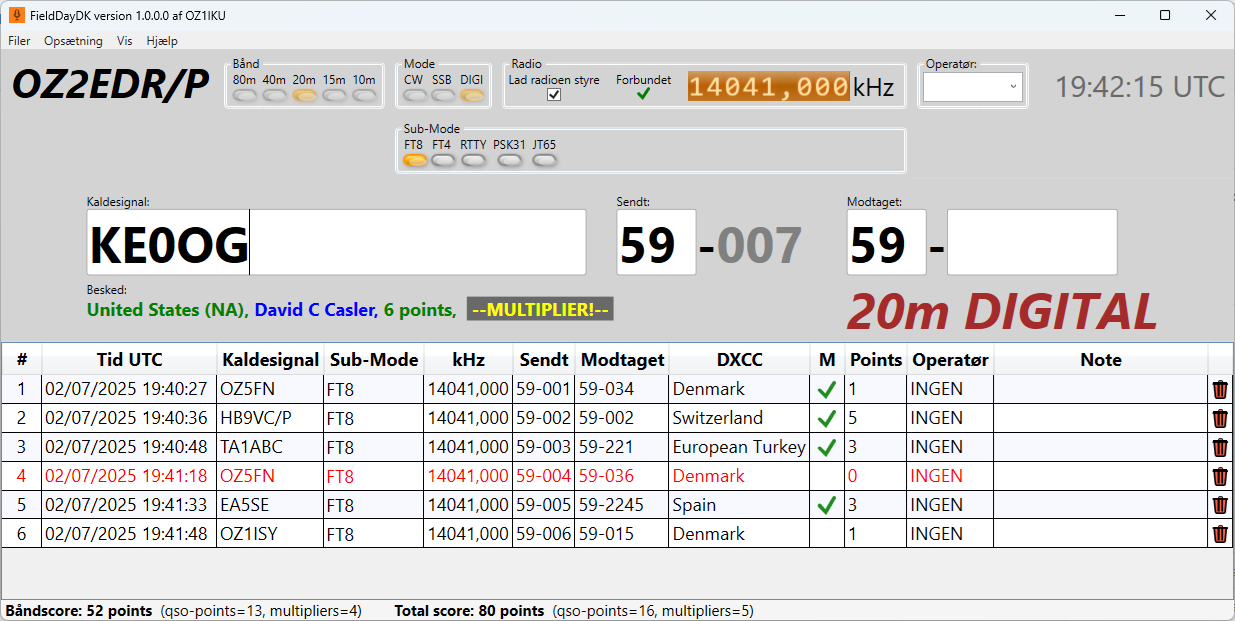 FieldDayDK version 1.0.0.0 af OZ1IKU
Filer Opsætning Vis Hjælp
OZ2EDR/P
Bånd
80m 40m 20m 15m 10m
Mode
CW SSB DIGI
Radio
Lad radioen styre Forbundet
14041,000 kHz
Operatør:
19:42:15 UTC
Sub-Mode
FT8 FT4 RTTY PSK31 JT65
Kaldesignal: Sendt: Modtaget:
KE0OG 59 -007 59 -
Besked:
United States (NA), David C Casler, 6 points, --MULTIPLIER!--
20m DIGITAL
# Tid UTC Kaldesignal Sub-Mode kHz Sendt Modtaget DXCC M Points Operatør Note
1 02/07/2025 19:40:27 OZ5FN FT8 14041,000 59-001 59-034 Denmark 1 INGEN
2 02/07/2025 19:40:36 HB9VC/P FT8 14041,000 59-002 59-002 Switzerland 5 INGEN
3 02/07/2025 19:40:48 TA1ABC FT8 14041,000 59-003 59-221 European Turkey 3 INGEN
4 02/07/2025 19:41:18 OZ5FN FT8 14041,000 59-004 59-036 Denmark 0 INGEN
5 02/07/2025 19:41:33 EA5SE FT8 14041,000 59-005 59-2245 Spain 3 INGEN
6 02/07/2025 19:41:48 OZ1ISY FT8 14041,000 59-006 59-015 Denmark 1 INGEN
Båndscore: 52 points (qso-points=13, multipliers=4) Total score: 80 points (qso-points=16, multipliers=5)